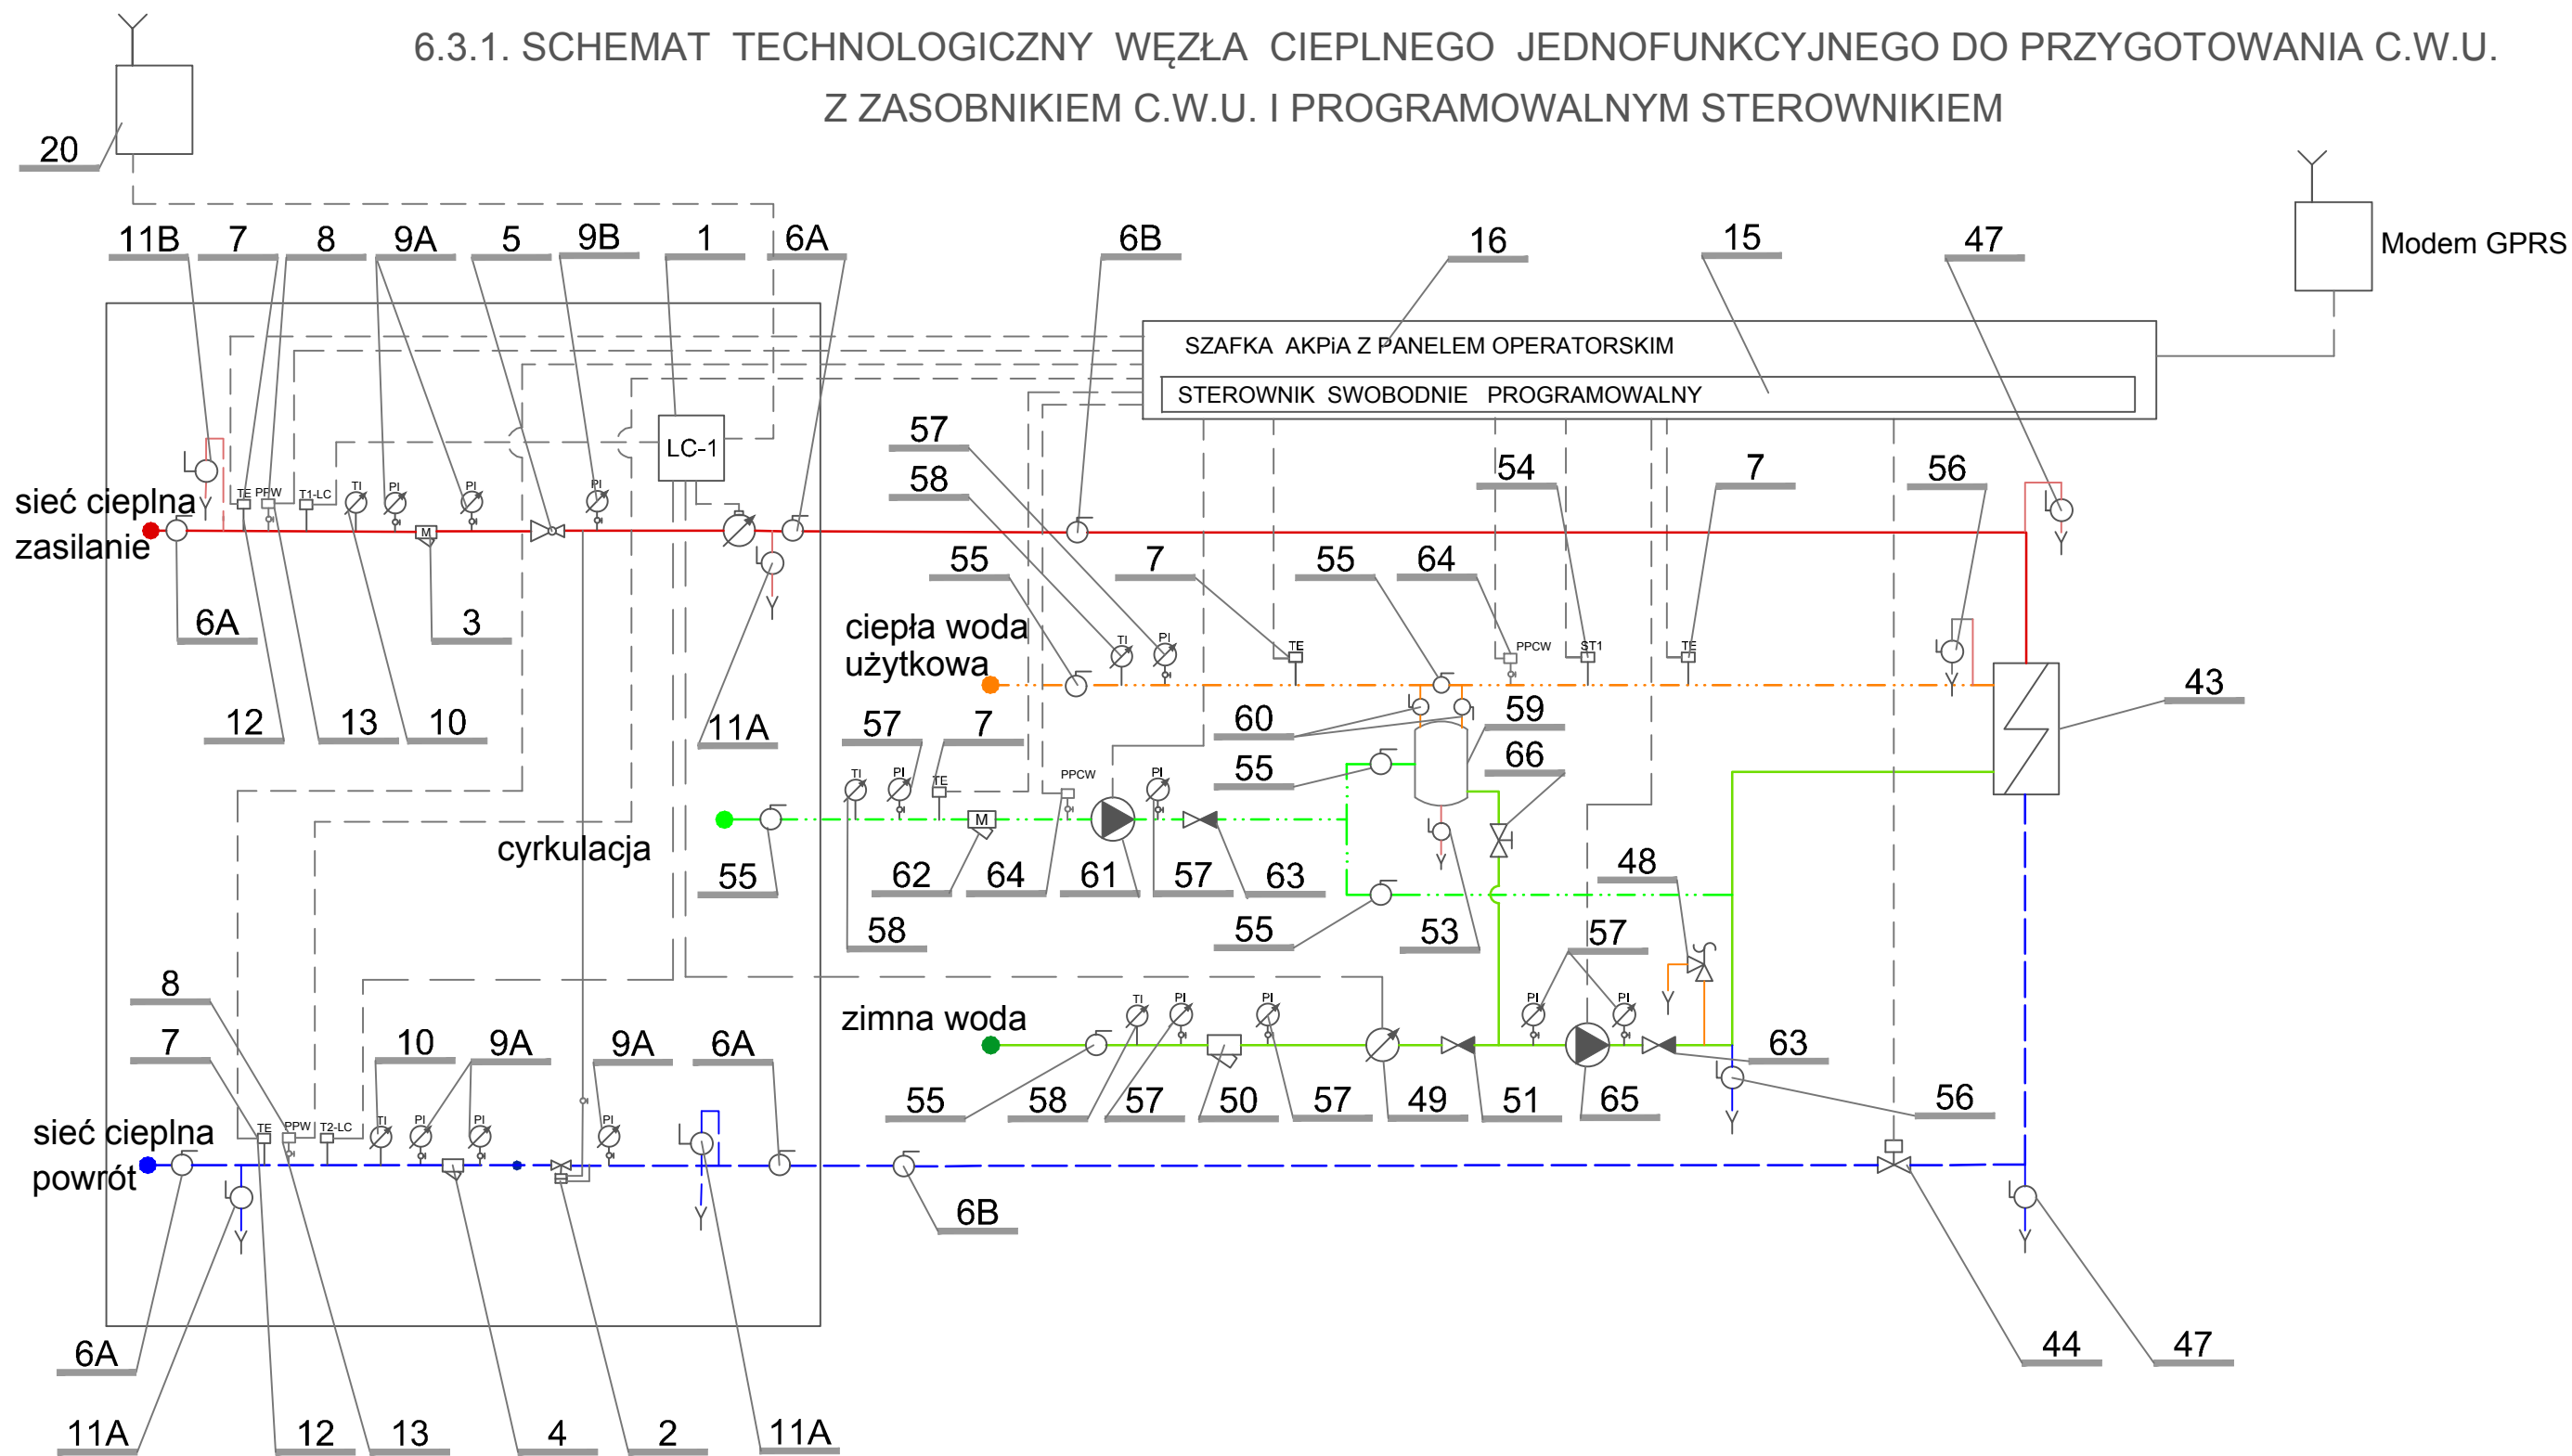 6.3.1. SCHEMAT TECHNOLOGICZNY WĘZŁA CIEPLNEGO JEDNOFUNKCYJNEGO DO PRZYGOTOWANIA C.W.U.
Z ZASOBNIKIEM C.W.U. I PROGRAMOWALNYM STEROWNIKIEM
20
Modem GPRS
11B 7 8 9A 5 9B 1 6A 6B 16 15 47
SZAFKA AKPiA Z PANELEM OPERATORSKIM
STEROWNIK SWOBODNIE PROGRAMOWALNY
LC-1
57
58 54 7 56
TE PPW T1-LC TI PI PI PI
sieć cieplna
zasilanie
M
55 7 55 64
6A 3
ciepła woda
użytkowa
TI PI TE PPCW ST1 TE
43
12 13 10 11A 57 7 60 59
55 66
TI PI TE PPCW PI
M
cyrkulacja
55 62 64 61 57 63 48
58 55 53 57
8
zimna woda
TI PI PI PI PI
7 10 9A 9A 6A 63
55 58 57 50 57 49 51 65 56
sieć cieplna
powrót
TE PPW T2-LC TI PI PI PI
6B
6A 44 47
11A 12 13 4 2 11A